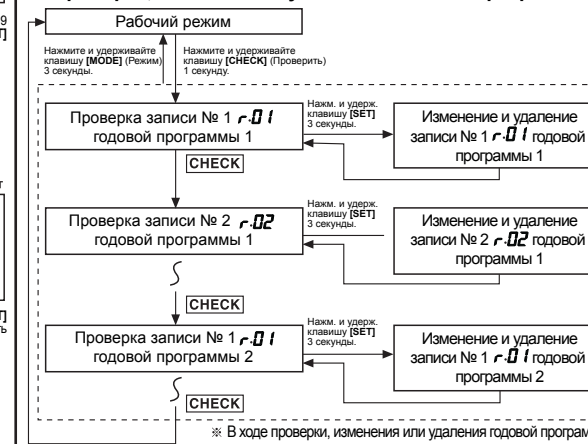 Рабочий режим
Нажмите и удерживайте
клавишу [MODE] (Режим)
3 секунды.
Нажмите и удерживайте
клавишу [CHECK] (Проверить)
1 секунду.
Проверка записи № 1 r.01
годовой программы 1
Нажм. и удерж.
клавишу [SET]
3 секунды.
Изменение и удаление
записи № 1 r.01 годовой
программы 1
CHECK
Проверка записи № 2 r.02
годовой программы 1
Нажм. и удерж.
клавишу [SET]
3 секунды.
Изменение и удаление
записи № 2 r.02 годовой
программы 1
CHECK
Проверка записи № 1 r.01
годовой программы 2
Нажм. и удерж.
клавишу [SET]
3 секунды.
Изменение и удаление
записи № 1 r.01 годовой
программы 2
CHECK
※ В ходе проверки, изменения или удаления годовой програм